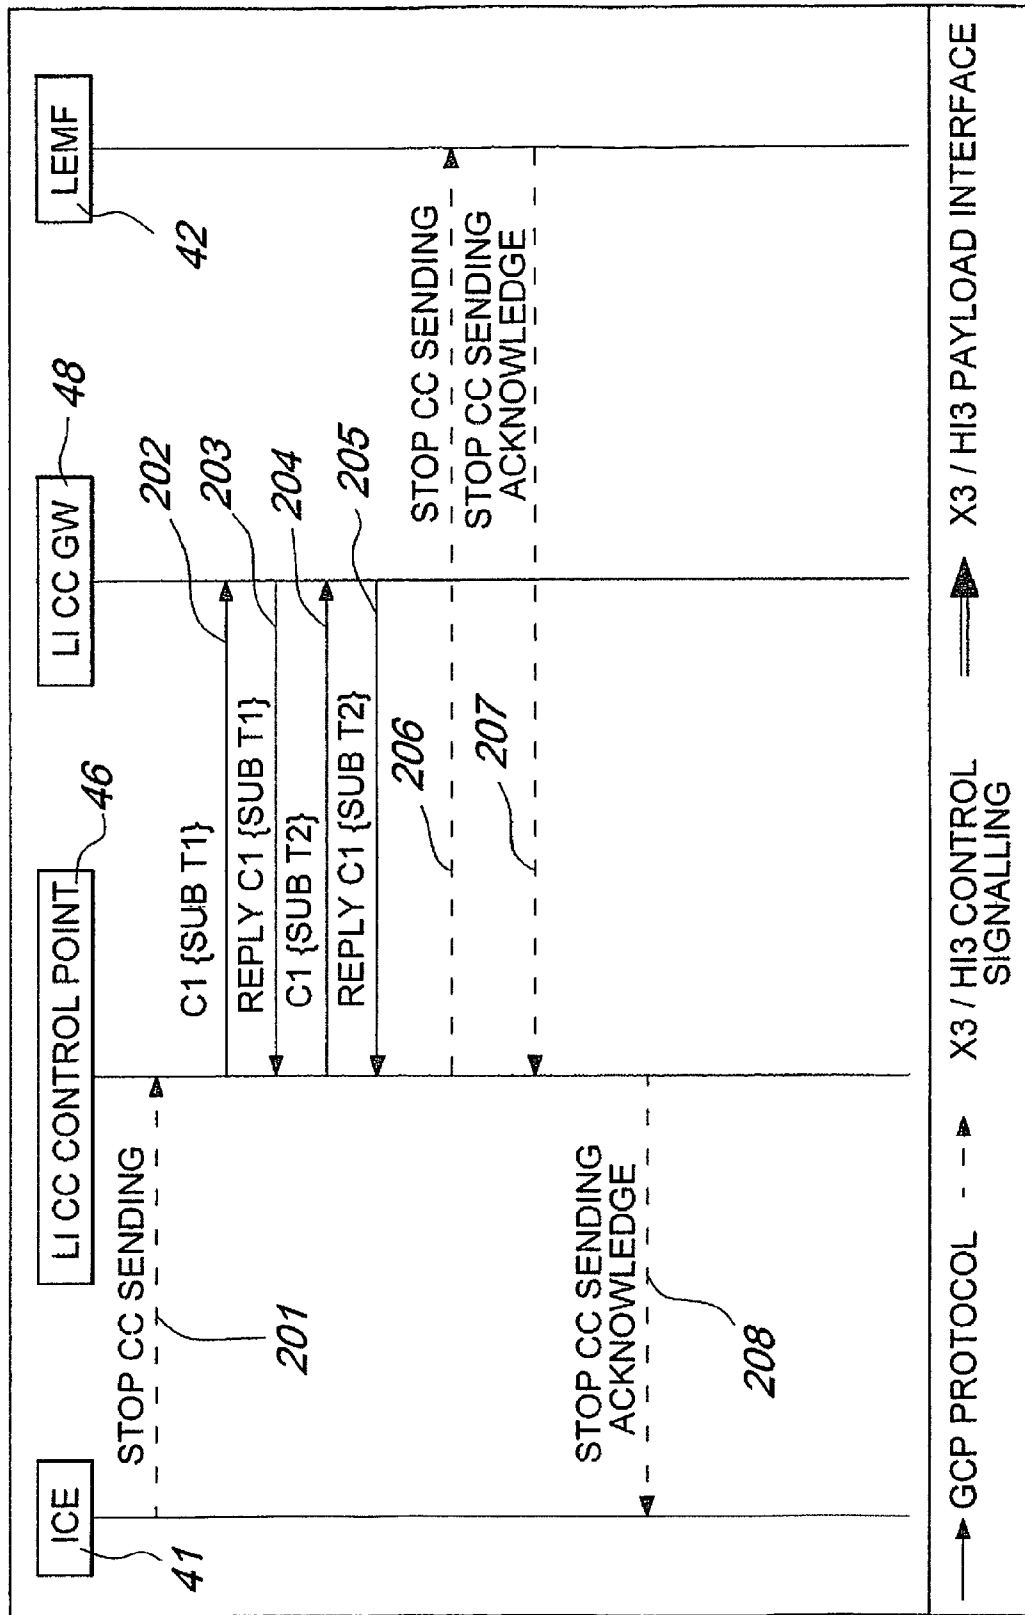 ICE
41
LI CC CONTROL POINT
46
LI CC GW
48
LEMF
42
STOP CC SENDING
201
C1 {SUB T1}
202
REPLY C1 {SUB T1}
203
C1 {SUB T2}
204
REPLY C1 {SUB T2}
205
206
STOP CC SENDING
207
STOP CC SENDING
ACKNOWLEDGE
STOP CC SENDING
ACKNOWLEDGE
208
GCP PROTOCOL
X3 / HI3 CONTROL
SIGNALLING
X3 / HI3 PAYLOAD INTERFACE